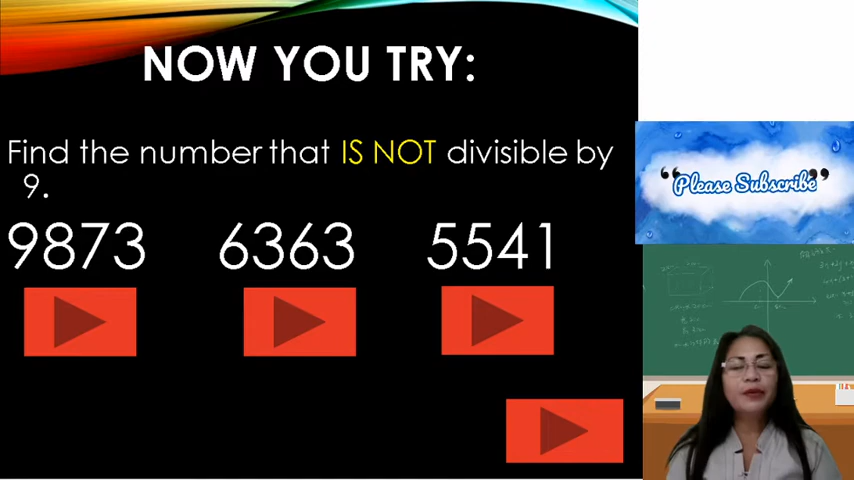 NOW YOU TRY:
Find the number that IS NOT divisible by
9.
9873 6363 5541
“Please Subscribe”